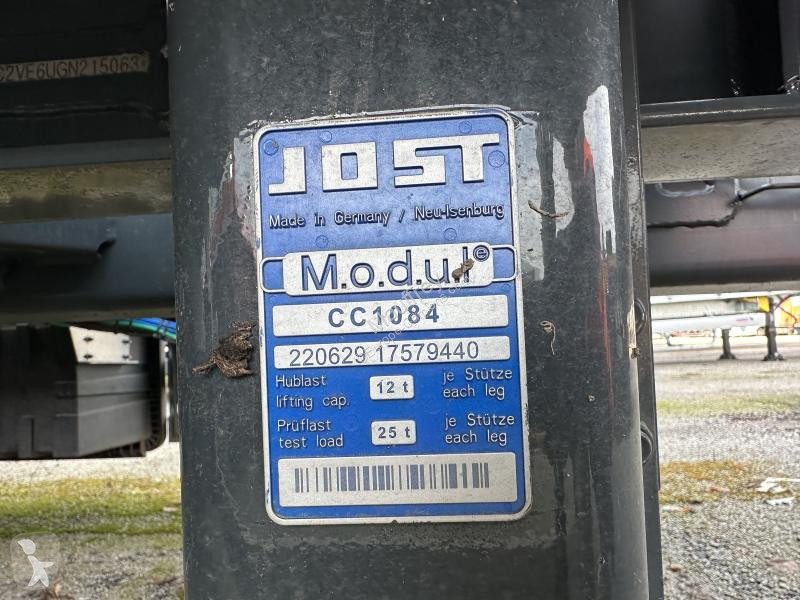 C2VE6UGN215063*
JOST
Made in Germany / Neu-Isenburg
M.o.d.u.l e
CC1084
220629 17579440
Hublast 12 t je Stütze
lifting cap. each leg
Prüflast 25 t je Stütze
test load each leg